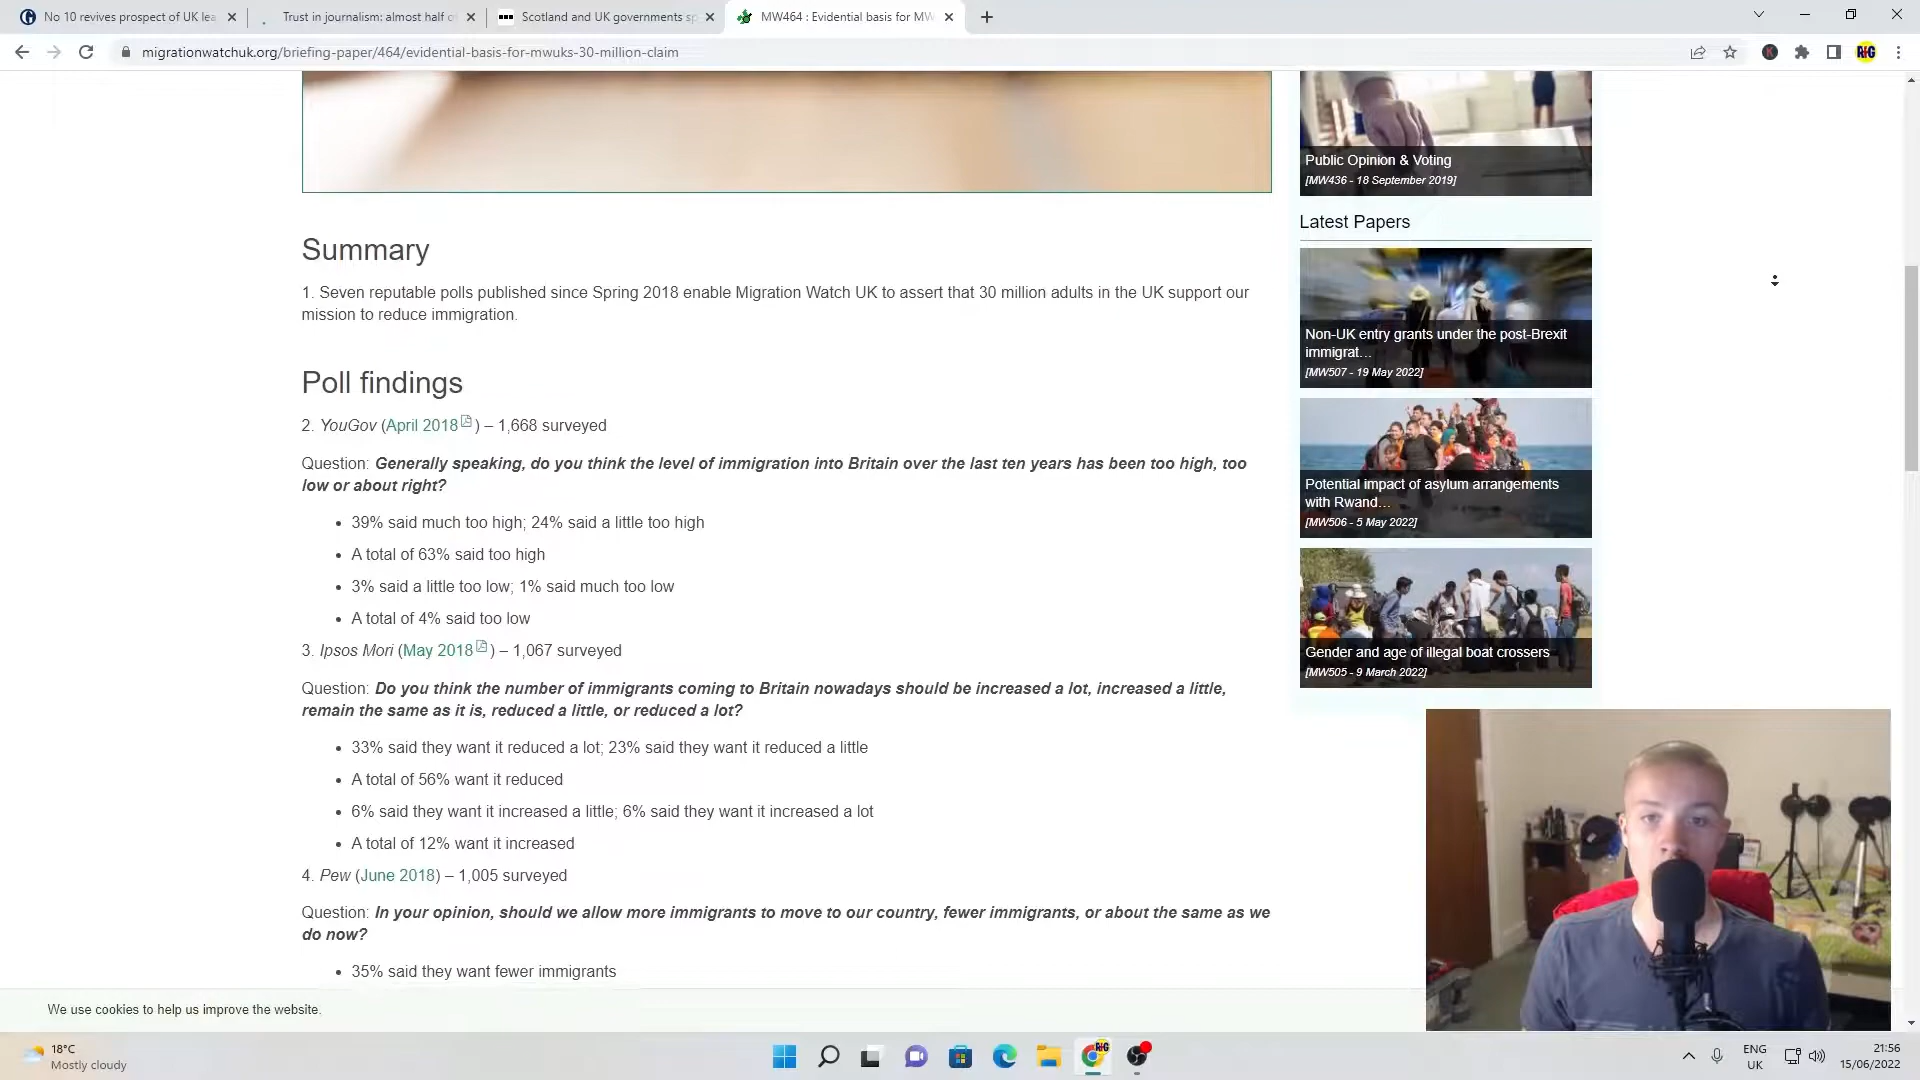 No 10 revives prospect of UK lea
Trust in journalism: almost half o
Scotland and UK governments sp
MW464 : Evidential basis for MW
migrationwatchuk.org/briefing-paper/464/evidential-basis-for-mwuks-30-million-claim
K
RIG
Public Opinion & Voting
[MW436 - 18 September 2019]
Latest Papers
Non-UK entry grants under the post-Brexit
immigrat…
[MW507 - 19 May 2022]
Potential impact of asylum arrangements
with Rwand…
[MW506 - 5 May 2022]
Gender and age of illegal boat crossers
[MW505 - 9 March 2022]
Summary
1. Seven reputable polls published since Spring 2018 enable Migration Watch UK to assert that 30 million adults in the UK support our
mission to reduce immigration.
Poll findings
2. YouGov (April 2018) – 1,668 surveyed
Question: Generally speaking, do you think the level of immigration into Britain over the last ten years has been too high, too
low or about right?
• 39% said much too high; 24% said a little too high
• A total of 63% said too high
• 3% said a little too low; 1% said much too low
• A total of 4% said too low
3. Ipsos Mori (May 2018) – 1,067 surveyed
Question: Do you think the number of immigrants coming to Britain nowadays should be increased a lot, increased a little,
remain the same as it is, reduced a little, or reduced a lot?
• 33% said they want it reduced a lot; 23% said they want it reduced a little
• A total of 56% want it reduced
• 6% said they want it increased a little; 6% said they want it increased a lot
• A total of 12% want it increased
4. Pew (June 2018) – 1,005 surveyed
Question: In your opinion, should we allow more immigrants to move to our country, fewer immigrants, or about the same as we
do now?
• 35% said they want fewer immigrants
We use cookies to help us improve the website.
18°C
Mostly cloudy
RIG
ENG
UK
21:56
15/06/2022